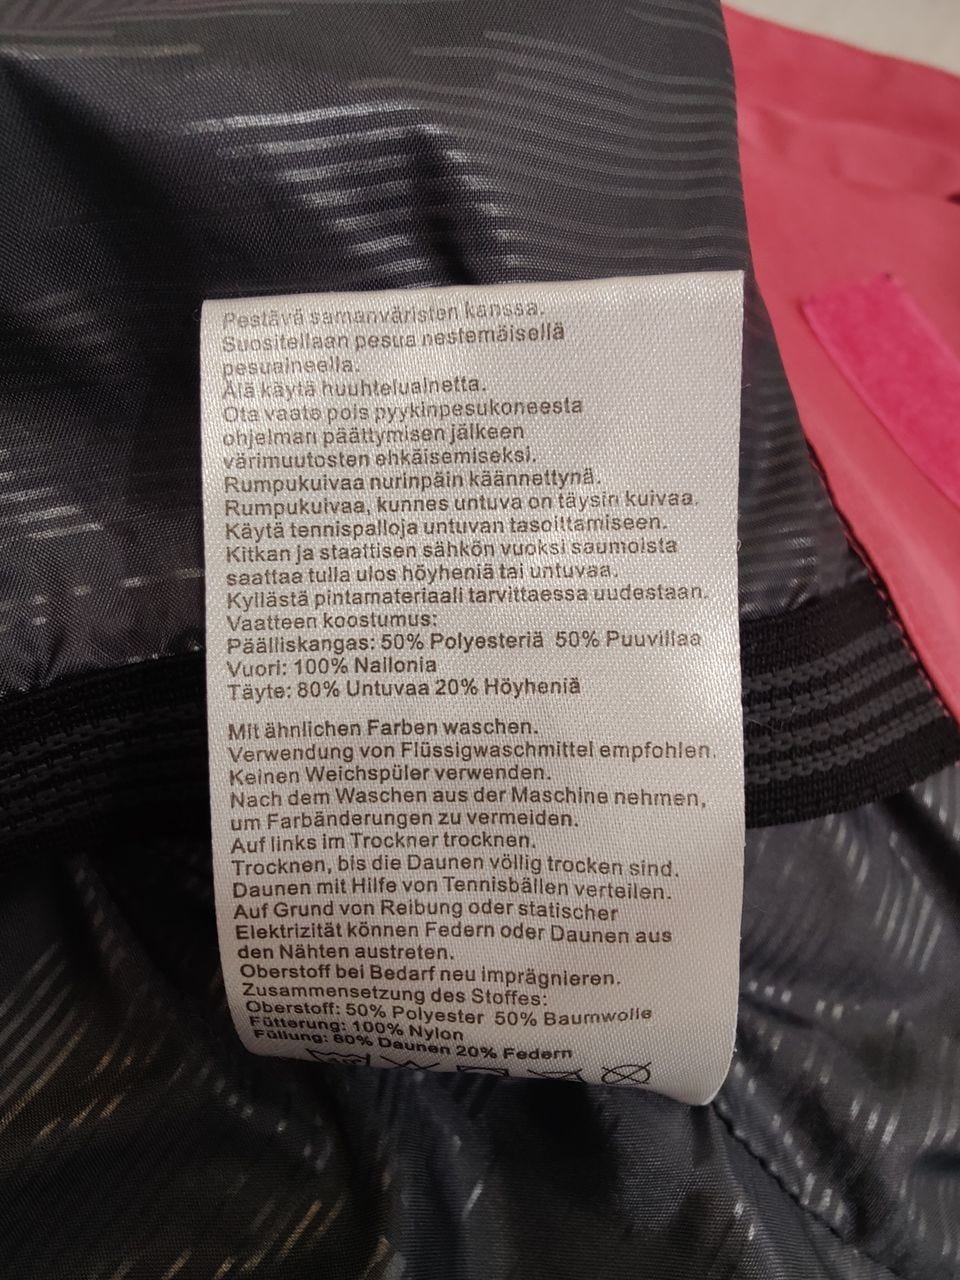 Pestävä samanväristen kanssa.
Suositellaan pesua nestemäisellä
pesuaineella.
Älä käytä huuhteluainetta.
Ota vaate pois pyykinpesukoneesta
ohjelman päättymisen jälkeen
värimuutosten ehkäisemiseksi.
Rumpukuivaa nurinpäin käännettynä.
Rumpukuivaa, kunnes untuva on täysin kuivaa.
Käytä tennispalloja untuvan tasoittamiseen.
Kitkan ja staattisen sähkön vuoksi saumoista
saattaa tulla ulos höyheniä tai untuvaa.
Kyllästä pintamateriaali tarvittaessa uudestaan.
Vaatteen koostumus:
Päälliskangas: 50% Polyesteriä 50% Puuvillaa
Vuori: 100% Nailonia
Täyte: 80% Untuvaa 20% Höyheniä
Mit ähnlichen Farben waschen.
Verwendung von Flüssigwaschmittel empfohlen.
Keinen Weichspüler verwenden.
Nach dem Waschen aus der Maschine nehmen,
um Farbänderungen zu vermeiden.
Auf links im Trockner trocknen.
Trocknen, bis die Daunen völlig trocken sind.
Daunen mit Hilfe von Tennisbällen verteilen.
Auf Grund von Reibung oder statischer
Elektrizität können Federn oder Daunen aus
den Nähten austreten.
Oberstoff bei Bedarf neu imprägnieren.
Zusammensetzung des Stoffes:
Oberstoff: 50% Polyester 50% Baumwolle
Fütterung: 100% Nylon
Füllung: 80% Daunen 20% Federn